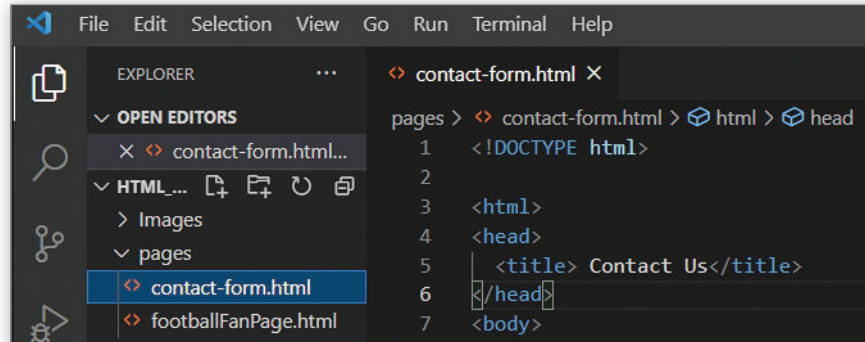 File Edit Selection View Go Run Terminal Help
EXPLORER ...
OPEN EDITORS
contact-form.html...
HTML_...
Images
pages
contact-form.html
footballFanPage.html
contact-form.html
pages > contact-form.html > html > head
1 <!DOCTYPE html>
2
3 <html>
4 <head>
5 <title> Contact Us</title>
6 </head>
7 <body>